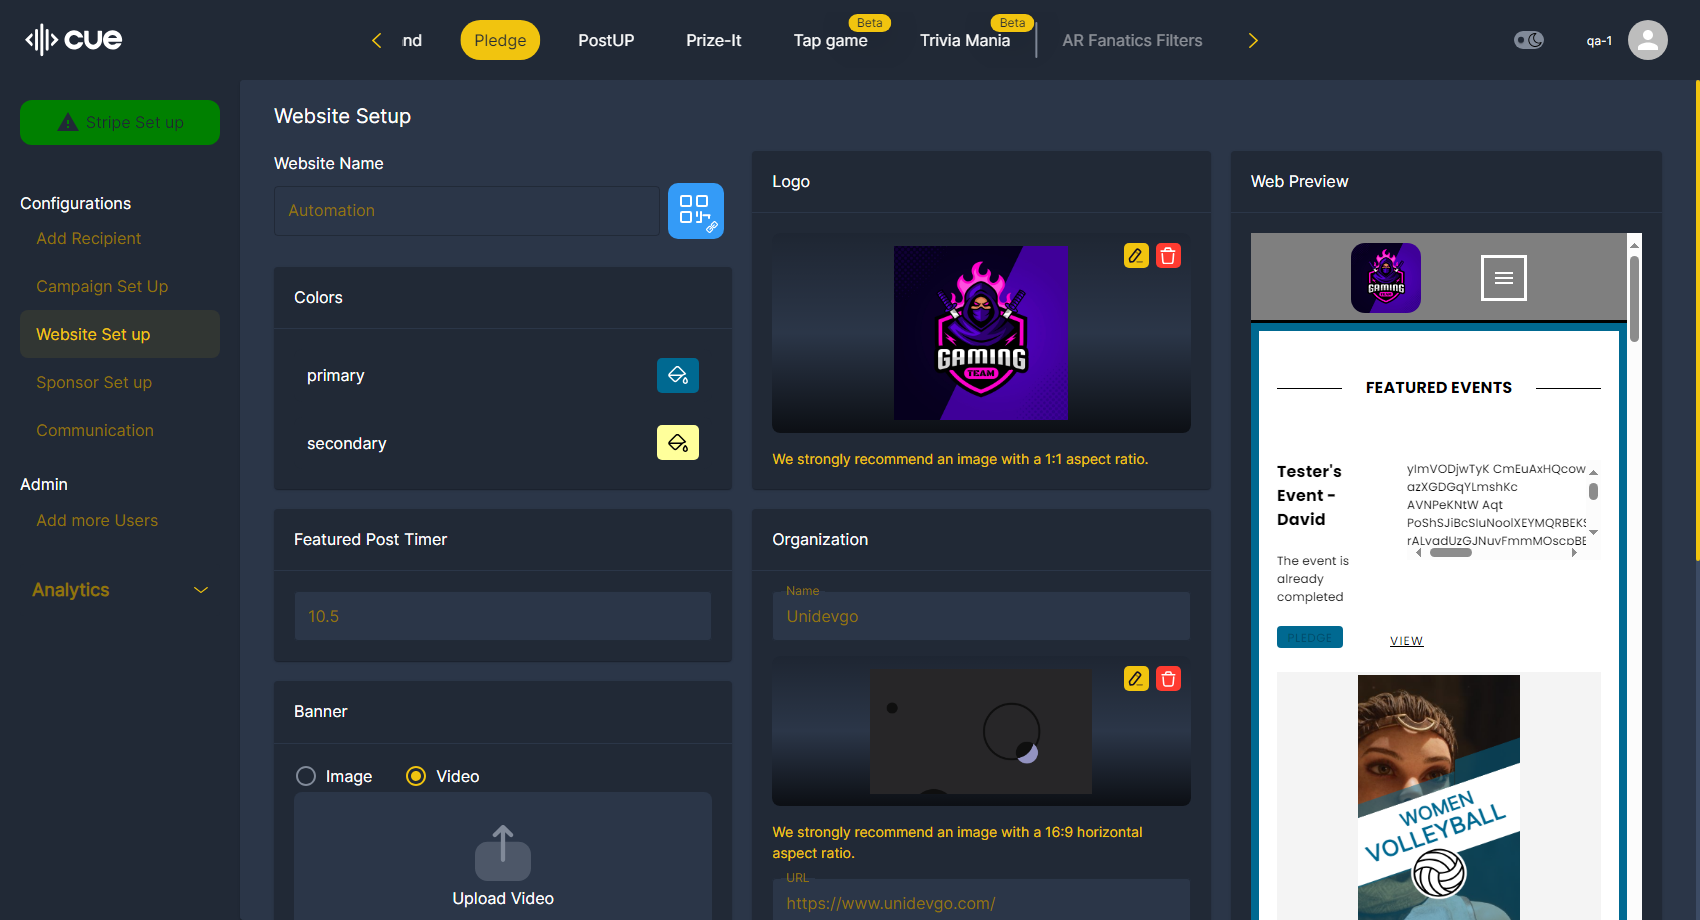 cue
nd
Pledge
PostUP
Prize-It
Tap game
Beta
Trivia Mania
Beta
AR Fanatics Filters
qa-1
Stripe Set up
Configurations
Add Recipient
Campaign Set Up
Website Set up
Sponsor Set up
Communication
Admin
Add more Users
Analytics
Website Setup
Website Name
Automation
Colors
primary
secondary
Featured Post Timer
10.5
Banner
Image
Video
Upload Video
Logo
GAMING
TEAM
We strongly recommend an image with a 1:1 aspect ratio.
Organization
Name
Unidevgo
We strongly recommend an image with a 16:9 horizontal
aspect ratio.
URL
https://www.unidevgo.com/
Web Preview
GAMING
FEATURED EVENTS
Tester's
Event -
David
The event is
already
completed
PLEDGE
VIEW
AVNPeKNtW Aqt
WOMEN
VOLLEYBALL